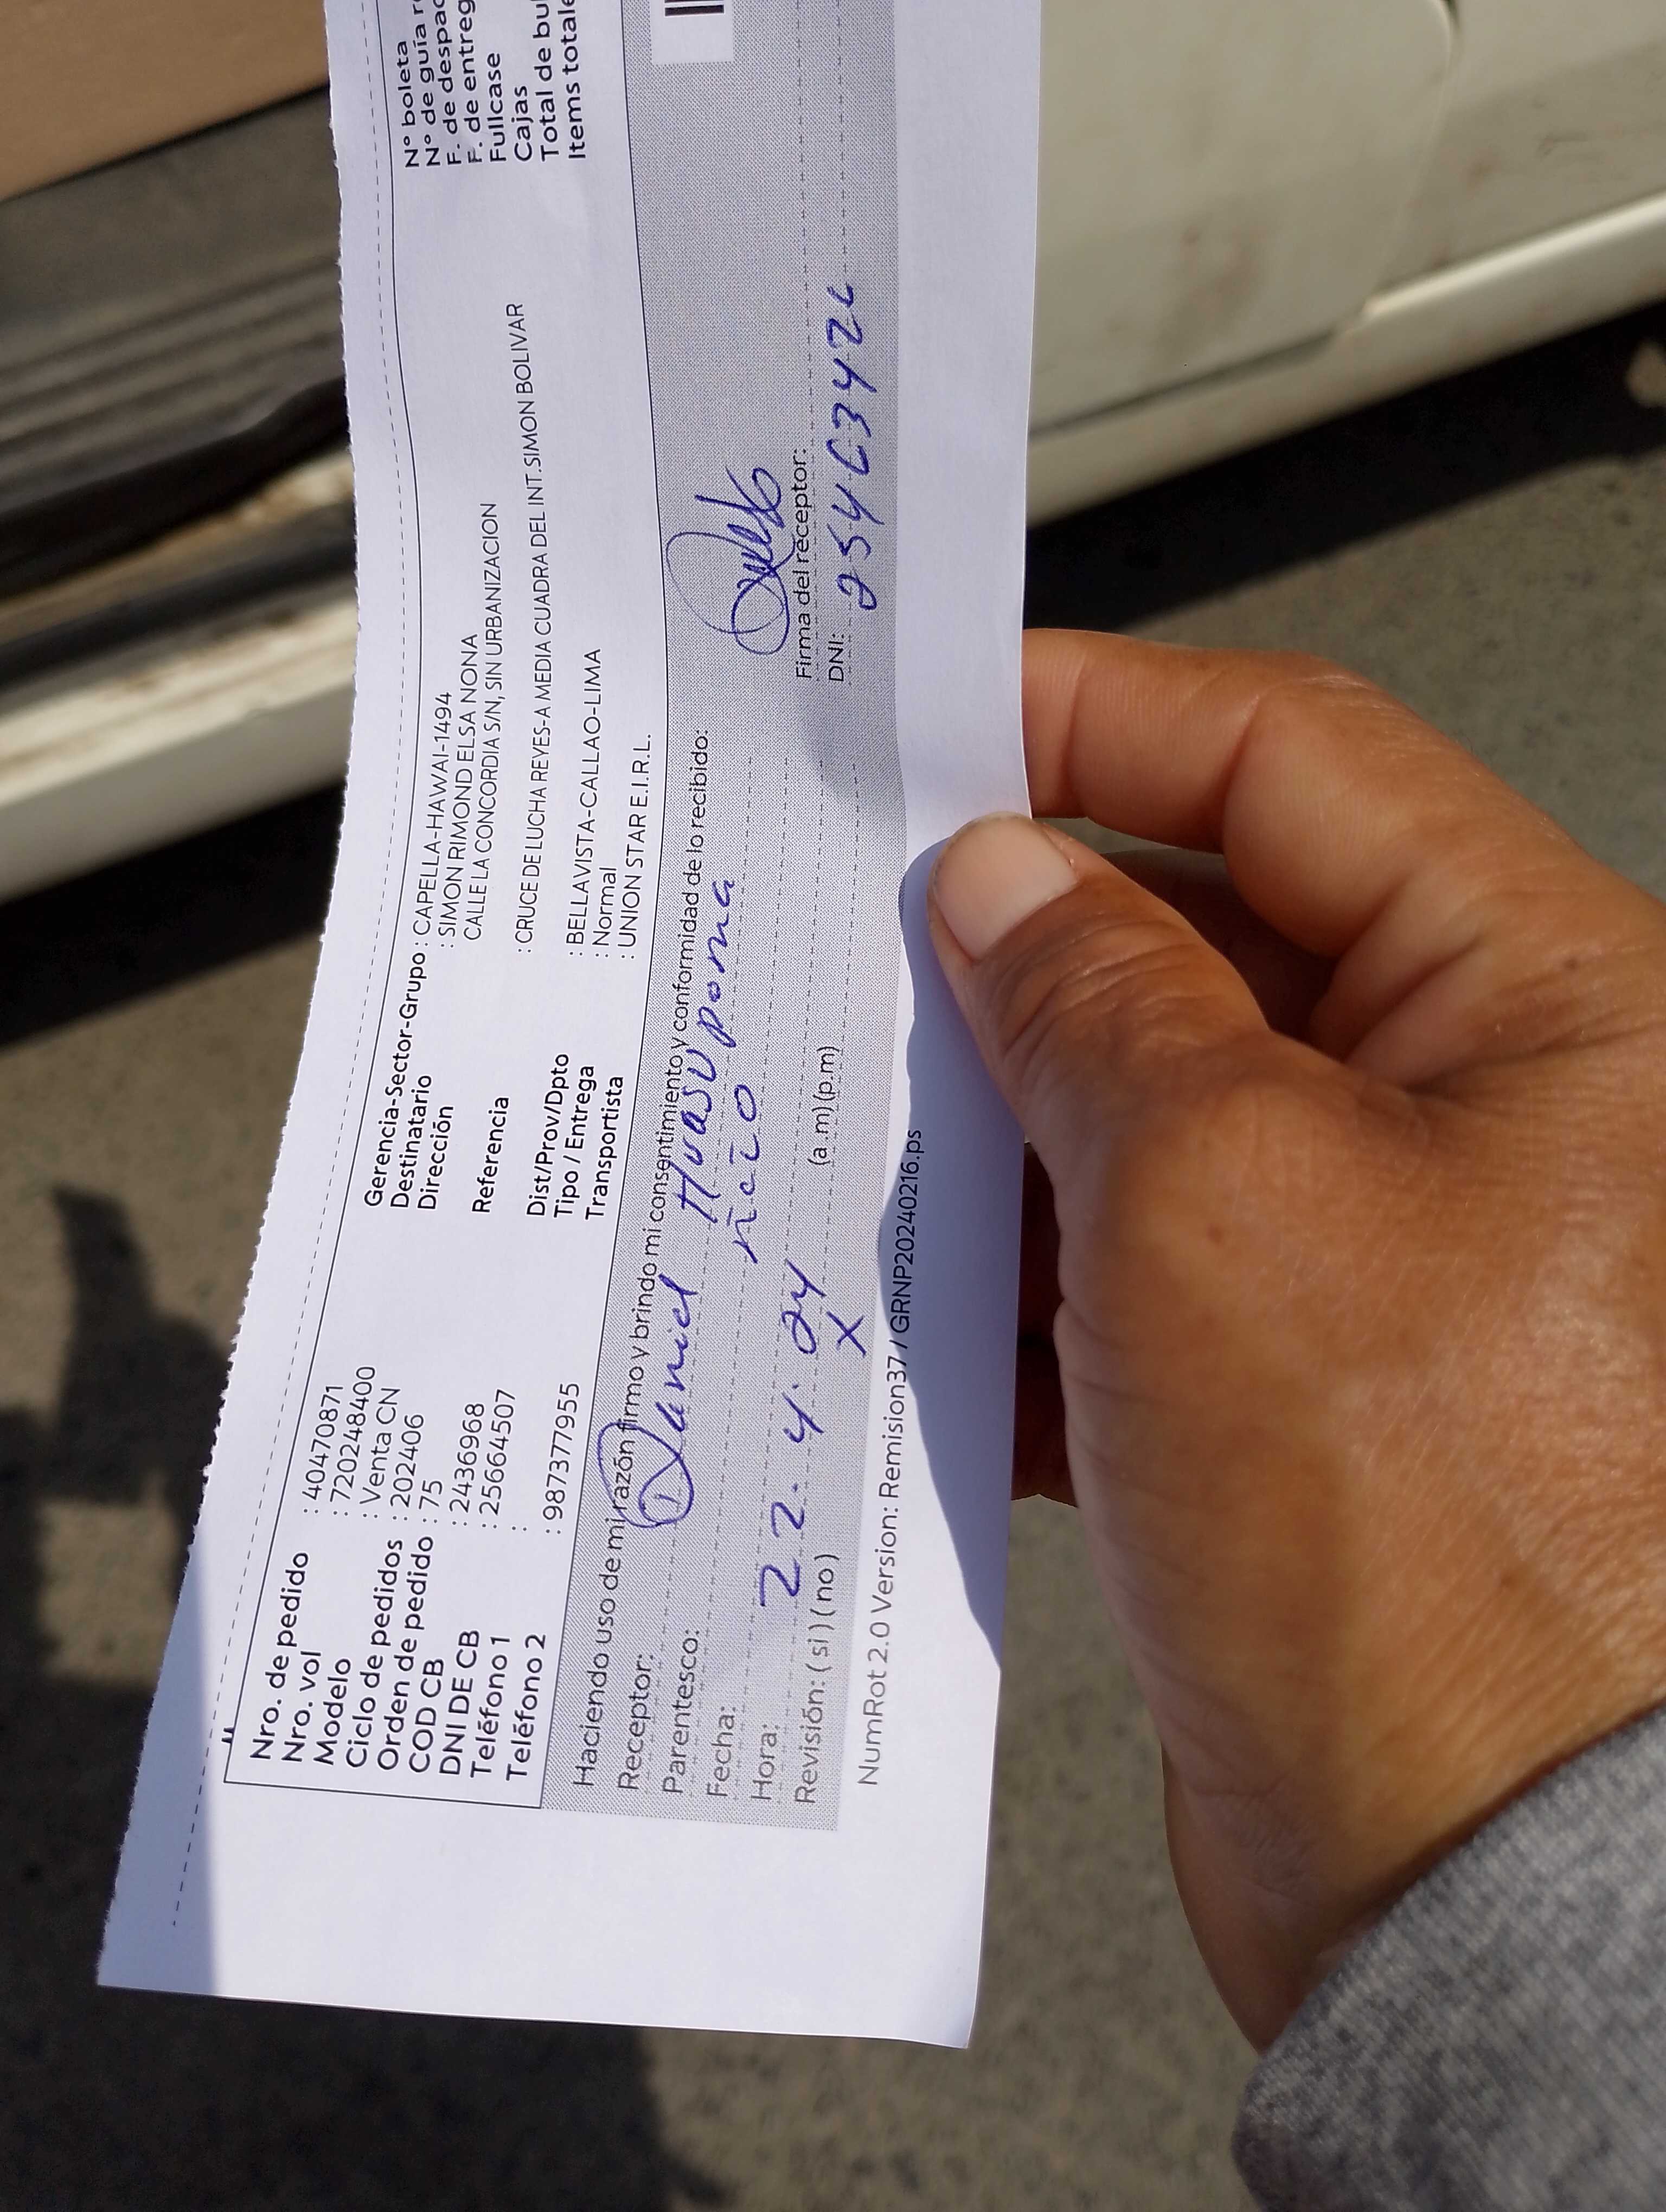 Nro. de pedido : 404470871
Nro. vol : 7202484400
Modelo : Venta CN
Ciclo de pedidos : 202406
Orden de pedido : 75
COD CB : 2436968
DNI DE CB : 25664507
Teléfono 1 :
Teléfono 2 : 987377955
Gerencia-Sector-Grupo : CAPELLA-HAWAI-1494
Destinatario : SIMON RIMOND ELSA NONA
Dirección CALLE LA CONCORDIA S/N, SIN URBANIZACION
Referencia : CRUCE DE LUCHA REYES-A MEDIA CUADRA DEL INT.SIMON BOLIVAR
Dist/Prov/Dpto : BELLAVISTA-CALLAO-LIMA
Tipo / Entrega : Normal
Transportista : UNION STAR E.I.R.L.
N° boleta
N° de guía r
F. de despac
F. de entreg
Fullcase
Cajas
Total de bu
Items totale
Haciendo uso de mi razón firmo y brindo mi consentimiento y conformidad de lo recibido:
Receptor: Daniel Huasupoma
Parentesco:
Fecha: 22.4.24
Hora: (a.m) (p.m)
Revisión: (si) (no) X
Firma del receptor:
DNI:
NumRot 2.0 Version: Remision37 / GRNP20240216.ps